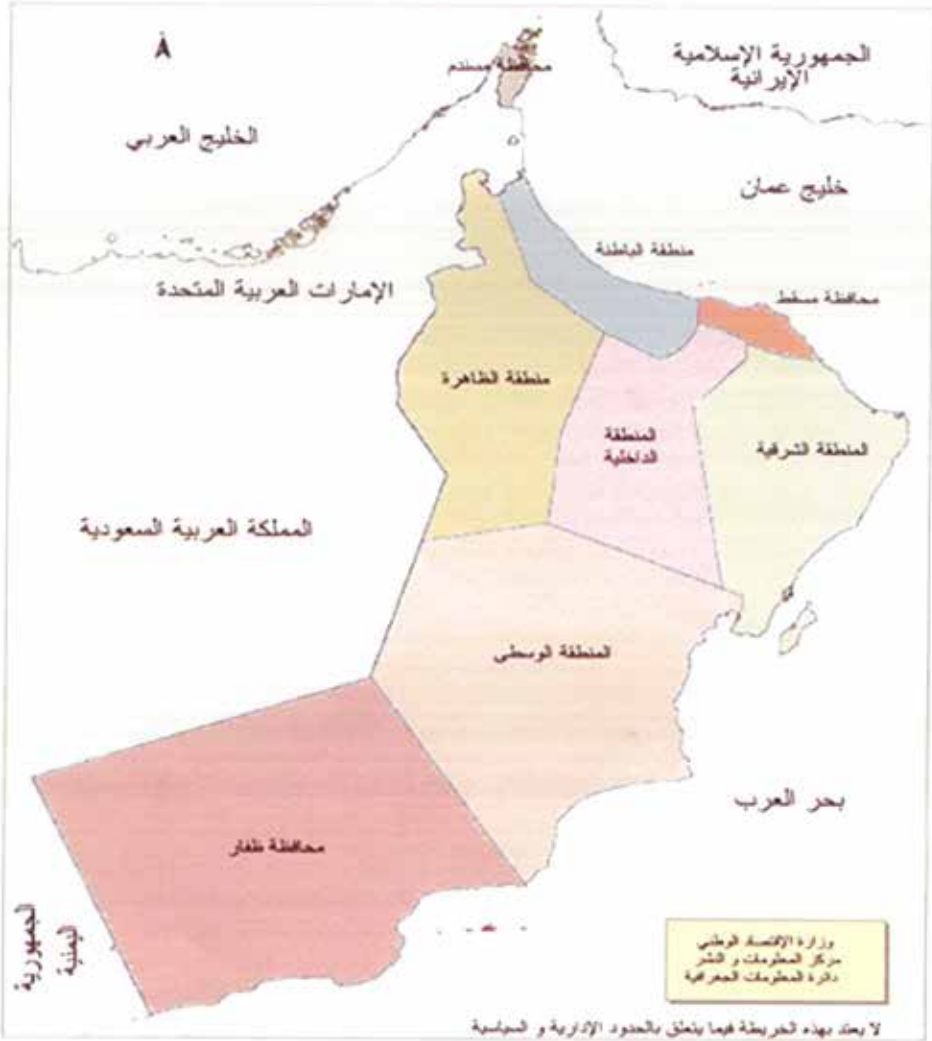 الجمهورية الإسلامية
الإيرانية
محافظة مسندم
الخليج العربي
خليج عمان
منطقة الباطنة
الإمارات العربية المتحدة
محافظة مسقط
منطقة الظاهرة
المنطقة
الداخلية
المنطقة الشرقية
المملكة العربية السعودية
المنطقة الوسطى
بحر العرب
محافظة ظفار
الجمهورية
اليمنية
وزارة الاقتصاد الوطني
مركز المعلومات و النشر
دائرة المعلومات الجغرافية
لا يعتد بهذه الخريطة فيما يتعلق بالحدود الإدارية و السياسية